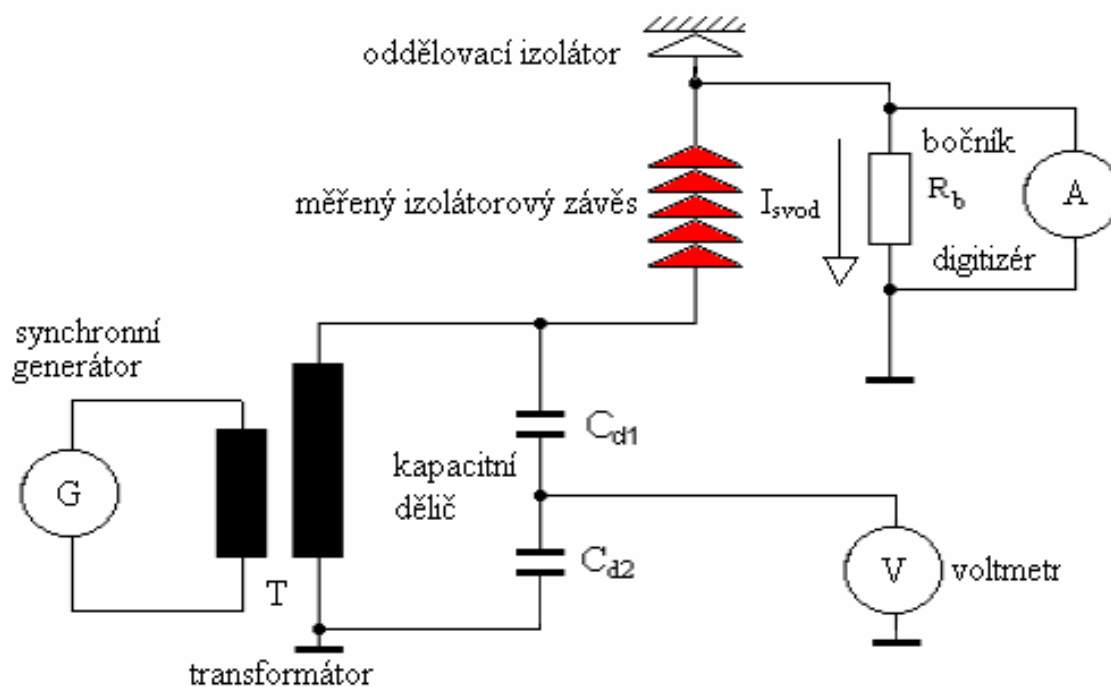 oddělovací izolátor
bočník
měřený izolátorový závěs
I_svod
R_b
A
digitizér
synchronní
generátor
C_d1
kapacitní
dělič
G
C_d2
V
voltmetr
T
transformátor